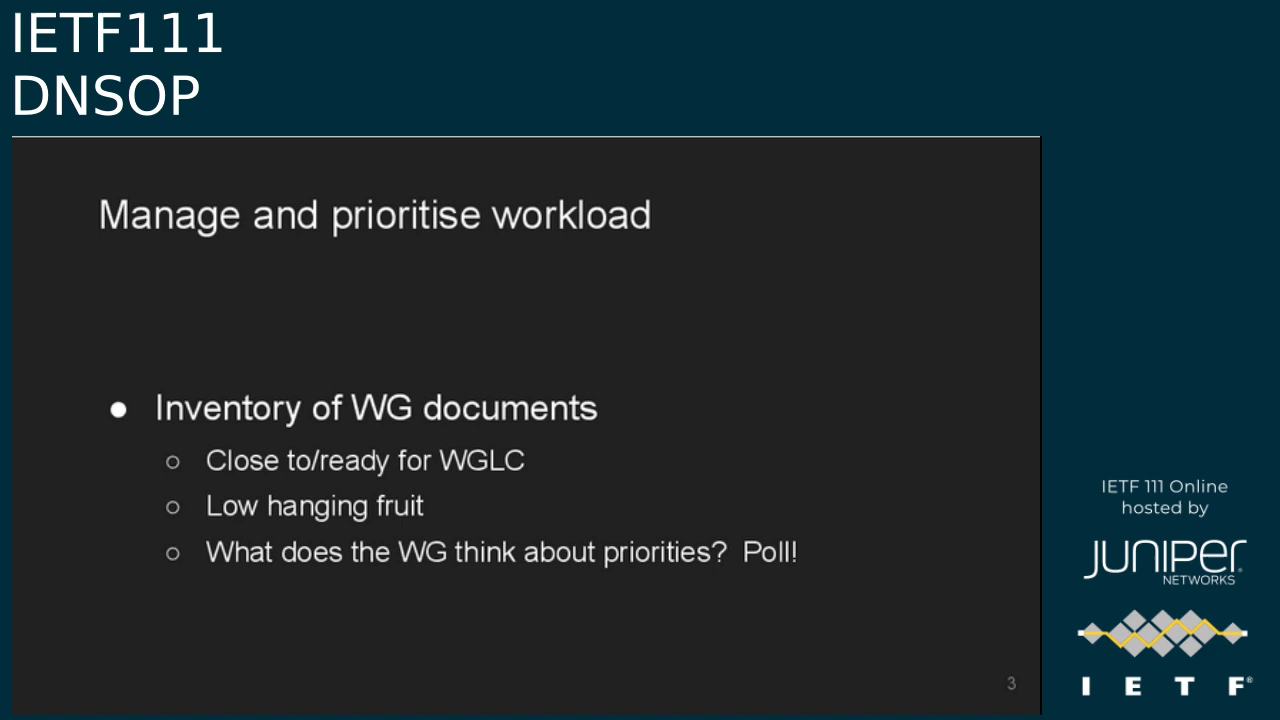 IETF111
DNSOP
Manage and prioritise workload
● Inventory of WG documents
○ Close to/ready for WGLC
○ Low hanging fruit
○ What does the WG think about priorities?  Poll!
3
IETF 111 Online
hosted by
JUNIPER
NETWORKS
I E T F®